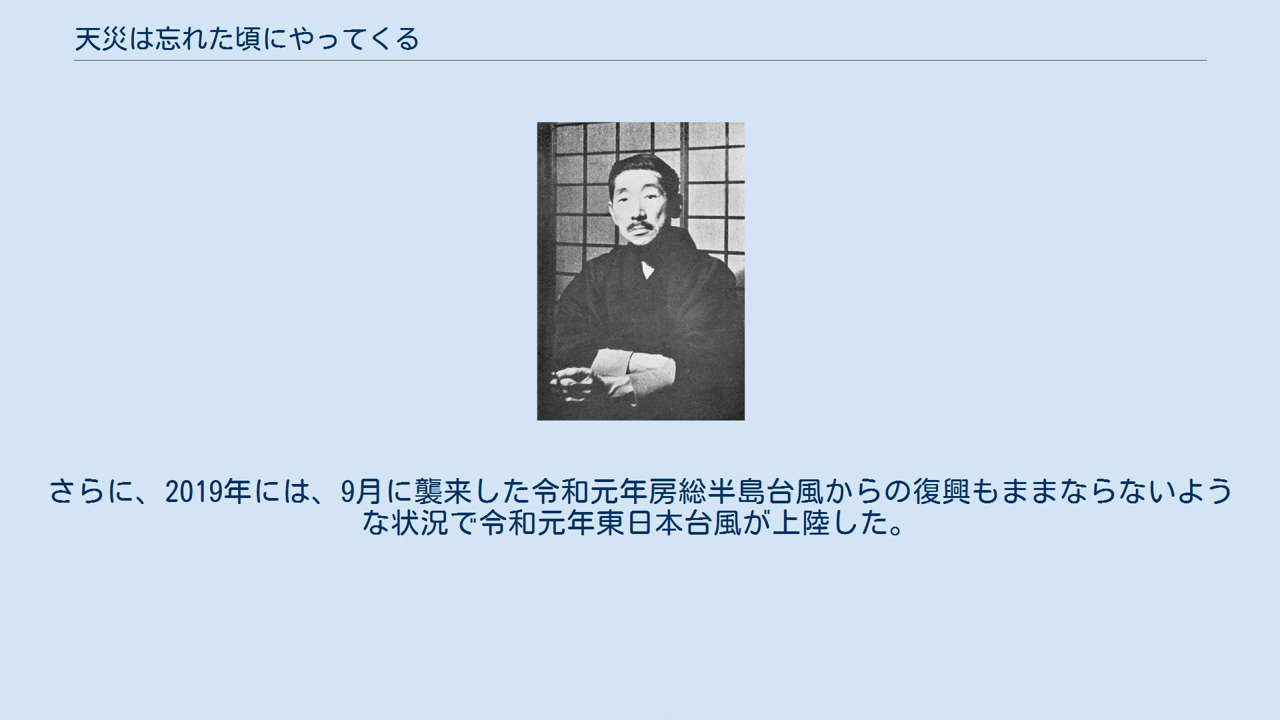 天災は忘れた頃にやってくる
さらに、2019年には、9月に襲来した令和元年房総半島台風からの復興もままならないよう
な状況で令和元年東日本台風が上陸した。